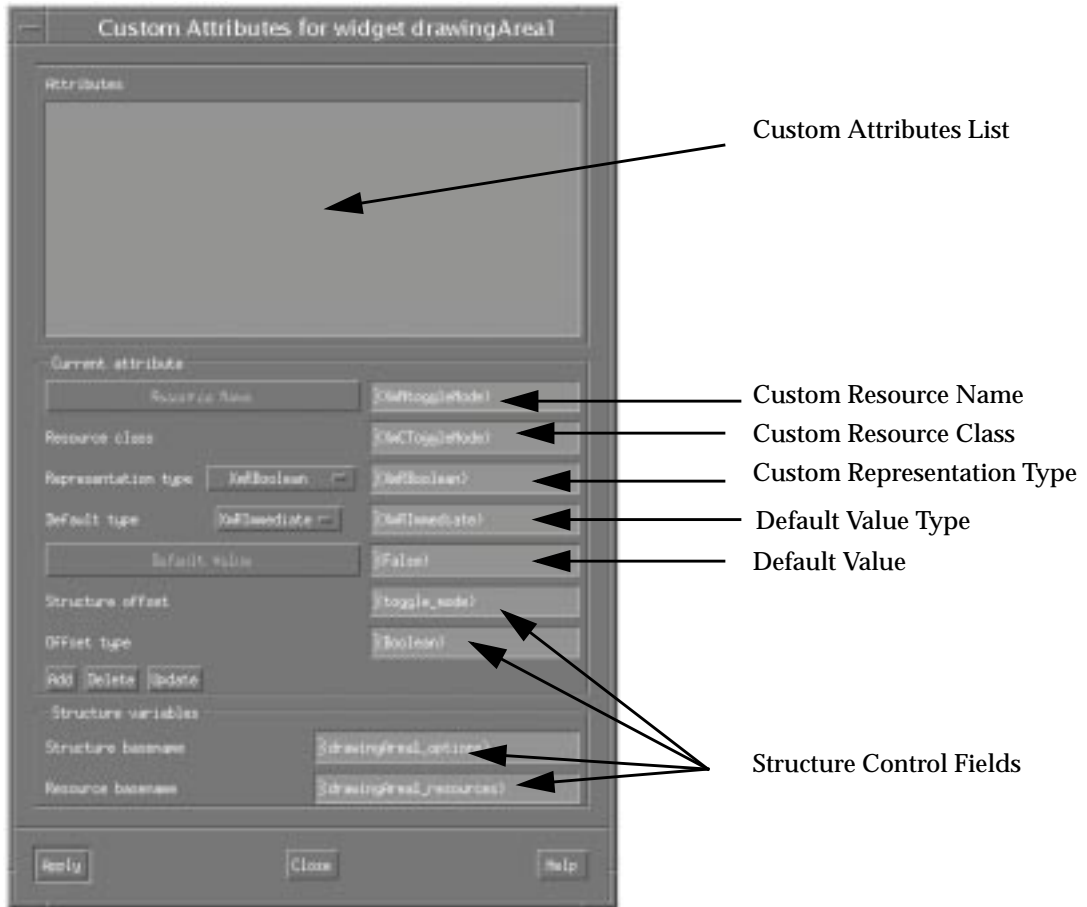 Custom Attributes for widget drawingArea1
Attributes
Custom Attributes List
Current attribute
Resource Name
(XmNtoggleMode)
Custom Resource Name
Resource class
(XmCToggleMode)
Custom Resource Class
Representation type
XmRBoolean
(XmRBoolean)
Custom Representation Type
Default type
XmRImmediate
(XmRImmediate)
Default Value Type
Default Value
(False)
Default Value
Structure offset
(toggle_mode)
Offset type
(Boolean)
Add Delete Update
Structure variables
Structure basename
(drawingArea1_options)
Structure Control Fields
Resource basename
(drawingArea1_resources)
Apply
Close
Help